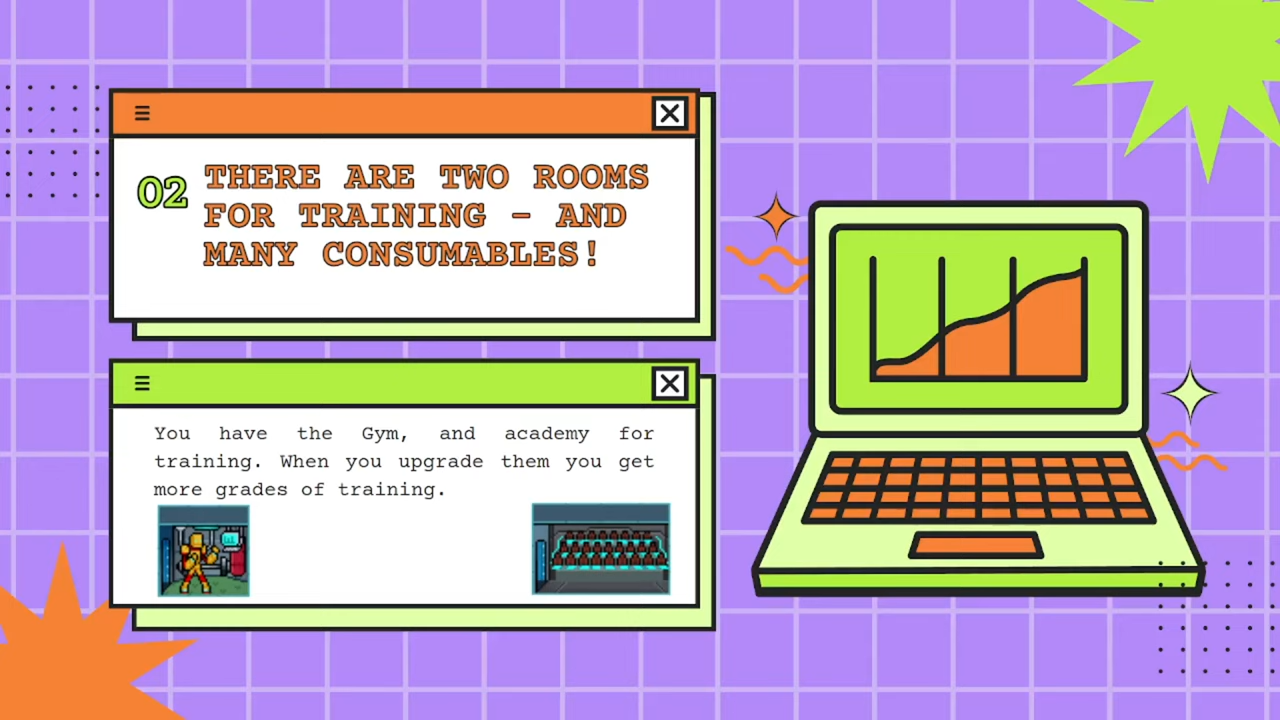 02
THERE ARE TWO ROOMS
FOR TRAINING – AND
MANY CONSUMABLES!
You have the Gym, and academy for
training. When you upgrade them you get
more grades of training.